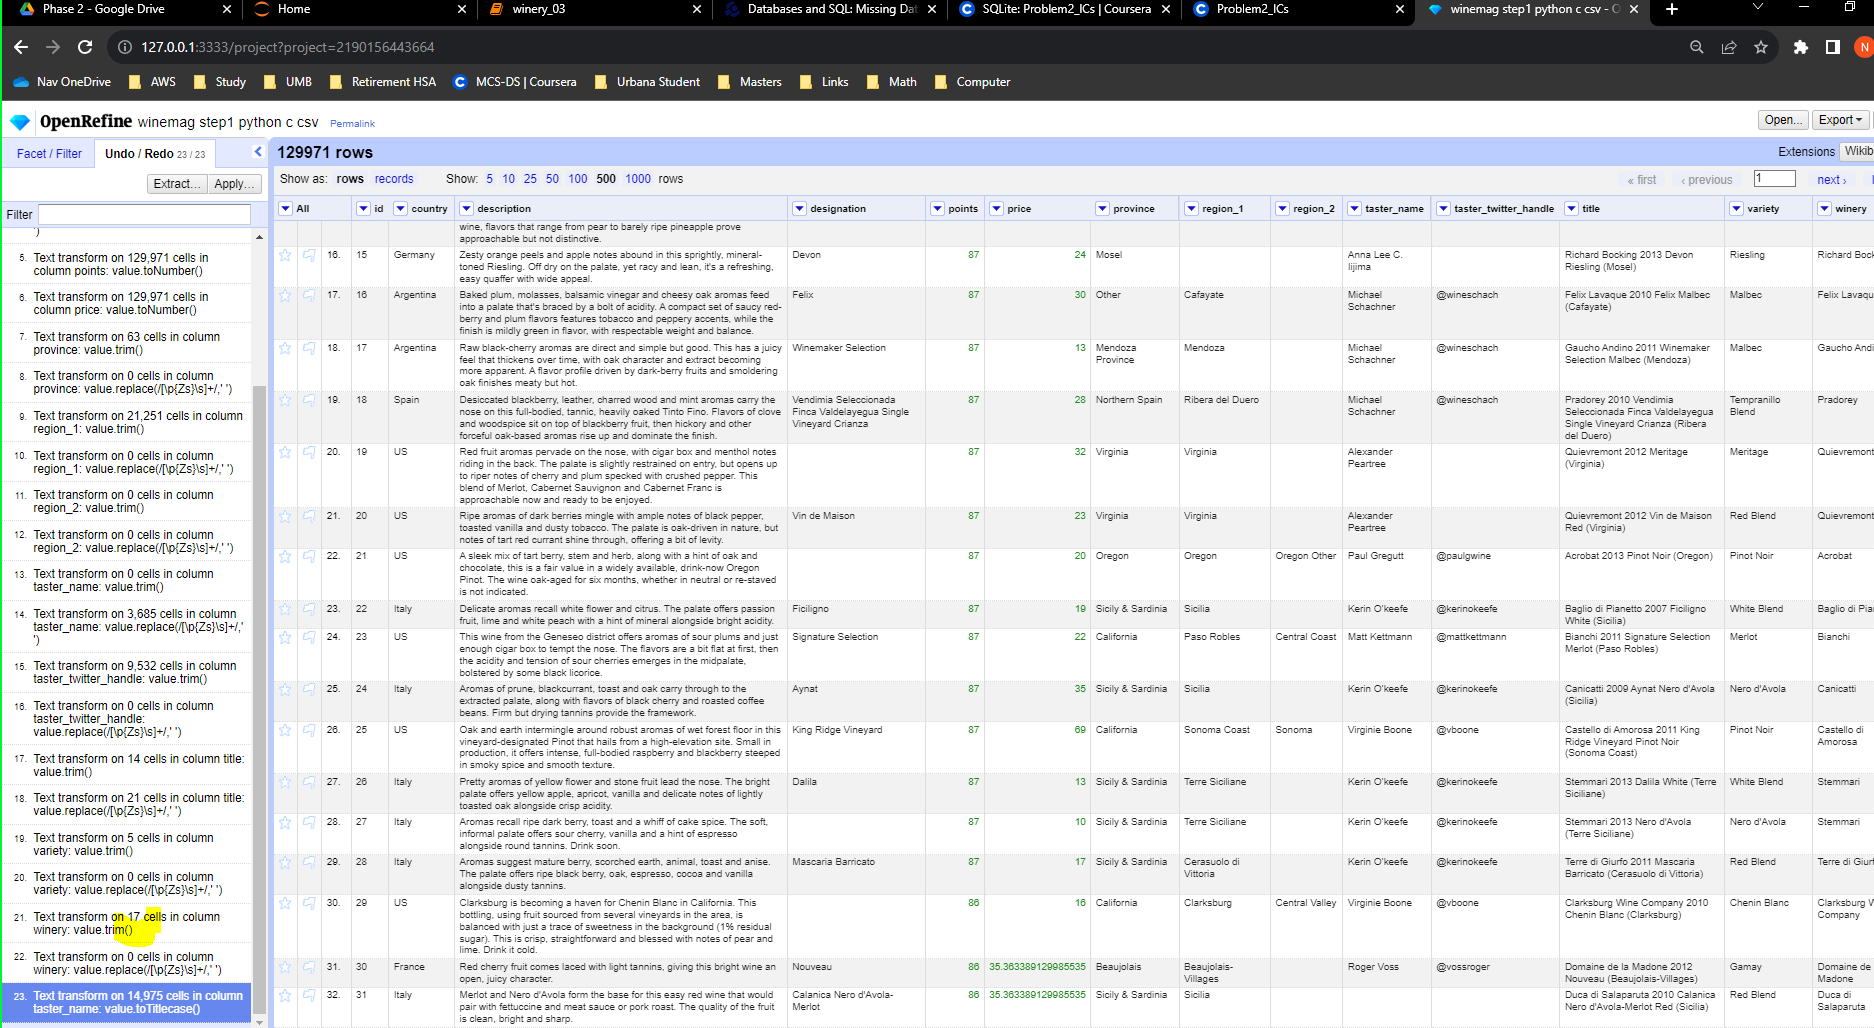 Phase 2 - Google Drive
Home
winery_03
Databases and SQL: Missing Dat
SQLite: Problem2_ICs | Coursera
Problem2_ICs
winemag step1 python c csv - O
127.0.0.1:3333/project?project=2190156443664
N
Nav OneDrive
AWS
Study
UMB
Retirement HSA
MCS-DS | Coursera
Urbana Student
Masters
Links
Math
Computer
OpenRefine winemag step1 python c csv Permalink
Open...
Export
Facet / Filter
Undo / Redo 23 / 23
129971 rows
Extensions
Wikib
Extract...
Apply...
Show as: rows records
Show: 5 10 25 50 100 500 1000 rows
« first ‹ previous 1 next ›
Filter
All id country description designation points price province region_1 region_2 taster_name taster_twitter_handle title variety winery
')
5. Text transform on 129,971 cells in
column points: value.toNumber()
6. Text transform on 129,971 cells in
column price: value.toNumber()
7. Text transform on 63 cells in column
province: value.trim()
8. Text transform on 0 cells in column
province: value.replace(/[\p{Zs}\s]+/,' ')
9. Text transform on 21,251 cells in column
region_1: value.trim()
10. Text transform on 0 cells in column
region_1: value.replace(/[\p{Zs}\s]+/,' ')
11. Text transform on 0 cells in column
region_2: value.trim()
12. Text transform on 0 cells in column
region_2: value.replace(/[\p{Zs}\s]+/,' ')
13. Text transform on 0 cells in column
taster_name: value.trim()
14. Text transform on 3,685 cells in column
taster_name: value.replace(/[\p{Zs}\s]+/,'
')
15. Text transform on 9,532 cells in column
taster_twitter_handle: value.trim()
16. Text transform on 0 cells in column
taster_twitter_handle:
value.replace(/[\p{Zs}\s]+/,' ')
17. Text transform on 14 cells in column title:
value.trim()
18. Text transform on 21 cells in column title:
value.replace(/[\p{Zs}\s]+/,' ')
19. Text transform on 5 cells in column
variety: value.trim()
20. Text transform on 0 cells in column
variety: value.replace(/[\p{Zs}\s]+/,' ')
21. Text transform on 17 cells in column
winery: value.trim()
22. Text transform on 0 cells in column
winery: value.replace(/[\p{Zs}\s]+/,' ')
23. Text transform on 14,975 cells in column
taster_name: value.toTitlecase()
wine, flavors that range from pear to barely ripe pineapple prove
approachable but not distinctive.
16. 15 Germany Zesty orange peels and apple notes abound in this sprightly, mineral- Devon 87 24 Mosel Anna Lee C. Richard Bocking 2013 Devon Riesling Richard Bock
toned Riesling. Off dry on the palate, yet racy and lean, it's a refreshing, Iijima Riesling (Mosel)
easy quaffer with wide appeal.
17. 16 Argentina Baked plum, molasses, balsamic vinegar and cheesy oak aromas feed Felix 87 30 Other Cafayate Michael @wineschach Felix Lavaque 2010 Felix Malbec Malbec Felix Lavaqu
into a palate that's braced by a bolt of acidity. A compact set of saucy red- Schachner (Cafayate)
berry and plum flavors features tobacco and peppery accents, while the
finish is mildly green in flavor, with respectable weight and balance.
18. 17 Argentina Raw black-cherry aromas are direct and simple but good. This has a juicy Winemaker Selection 87 13 Mendoza Mendoza Michael @wineschach Gaucho Andino 2011 Winemaker Malbec Gaucho Andi
feel that thickens over time, with oak character and extract becoming Province Schachner Selection Malbec (Mendoza)
more apparent. A flavor profile driven by dark-berry fruits and smoldering
oak finishes meaty but hot.
19. 18 Spain Desiccated blackberry, leather, charred wood and mint aromas carry the Vendimia Seleccionada 87 28 Northern Spain Ribera del Duero Michael @wineschach Pradorey 2010 Vendimia Tempranillo Pradorey
nose on this full-bodied, tannic, heavily oaked Tinto Fino. Flavors of clove Finca Valdelayegua Single Schachner Seleccionada Finca Valdelayegua Blend
and woodspice sit on top of blackberry fruit, then hickory and other Vineyard Crianza Single Vineyard Crianza (Ribera
forceful oak-based aromas rise up and dominate the finish. del Duero)
20. 19 US Red fruit aromas pervade on the nose, with cigar box and menthol notes 87 32 Virginia Virginia Alexander Quievremont 2012 Meritage Meritage Quievremont
riding in the back. The palate is slightly restrained on entry, but opens up Peartree (Virginia)
to riper notes of cherry and plum specked with crushed pepper. This
blend of Merlot, Cabernet Sauvignon and Cabernet Franc is
approachable now and ready to be enjoyed.
21. 20 US Ripe aromas of dark berries mingle with ample notes of black pepper, Vin de Maison 87 23 Virginia Virginia Alexander Quievremont 2012 Vin de Maison Red Blend Quievremont
toasted vanilla and dusty tobacco. The palate is oak-driven in nature, but Peartree Red (Virginia)
notes of tart red currant shine through, offering a bit of levity.
22. 21 US A sleek mix of tart berry, stem and herb, along with a hint of oak and 87 20 Oregon Oregon Oregon Other Paul Gregutt @paulgwine Acrobat 2013 Pinot Noir (Oregon) Pinot Noir Acrobat
chocolate, this is a fair value in a widely available, drink-now Oregon
Pinot. The wine oak-aged for six months, whether in neutral or re-staved
is not indicated.
23. 22 Italy Delicate aromas recall white flower and citrus. The palate offers passion Ficiligno 87 19 Sicily & Sardinia Sicilia Kerin O'keefe @kerinokeefe Baglio di Pianetto 2007 Ficiligno White Blend Baglio di Pia
fruit, lime and white peach with a hint of mineral alongside bright acidity. White (Sicilia)
24. 23 US This wine from the Geneseo district offers aromas of sour plums and just Signature Selection 87 22 California Paso Robles Central Coast Matt Kettmann @mattkettmann Bianchi 2011 Signature Selection Merlot Bianchi
enough cigar box to tempt the nose. The flavors are a bit flat at first, then Merlot (Paso Robles)
the acidity and tension of sour cherries emerges in the midpalate,
bolstered by some black licorice.
25. 24 Italy Aromas of prune, blackcurrant, toast and oak carry through to the Aynat 87 35 Sicily & Sardinia Sicilia Kerin O'keefe @kerinokeefe Canicatti 2009 Aynat Nero d'Avola Nero d'Avola Canicatti
extracted palate, along with flavors of black cherry and roasted coffee (Sicilia)
beans. Firm but drying tannins provide the framework.
26. 25 US Oak and earth intermingle around robust aromas of wet forest floor in this King Ridge Vineyard 87 69 California Sonoma Coast Sonoma Virginie Boone @vboone Castello di Amorosa 2011 King Pinot Noir Castello di
vineyard-designated Pinot that hails from a high-elevation site. Small in Ridge Vineyard Pinot Noir Amorosa
production, it offers intense, full-bodied raspberry and blackberry steeped (Sonoma Coast)
in smoky spice and smooth texture.
27. 26 Italy Pretty aromas of yellow flower and stone fruit lead the nose. The bright Dalila 87 13 Sicily & Sardinia Terre Siciliane Kerin O'keefe @kerinokeefe Stemmari 2013 Dalila White (Terre White Blend Stemmari
palate offers yellow apple, apricot, vanilla and delicate notes of lightly Siciliane)
toasted oak alongside crisp acidity.
28. 27 Italy Aromas recall ripe dark berry, toast and a whiff of cake spice. The soft, 87 10 Sicily & Sardinia Terre Siciliane Kerin O'keefe @kerinokeefe Stemmari 2013 Nero d'Avola Nero d'Avola Stemmari
informal palate offers sour cherry, vanilla and a hint of espresso (Terre Siciliane)
alongside round tannins. Drink soon.
29. 28 Italy Aromas suggest mature berry, scorched earth, animal, toast and anise. Mascaria Barricato 87 17 Sicily & Sardinia Cerasuolo di Kerin O'keefe @kerinokeefe Terre di Giurfo 2011 Mascaria Red Blend Terre di Giur
The palate offers ripe black berry, oak, espresso, cocoa and vanilla Vittoria Barricato (Cerasuolo di Vittoria)
alongside dusty tannins.
30. 29 US Clarksburg is becoming a haven for Chenin Blanc in California. This 86 16 California Clarksburg Central Valley Virginie Boone @vboone Clarksburg Wine Company 2010 Chenin Blanc Clarksburg W
bottling, using fruit sourced from several vineyards in the area, is Chenin Blanc (Clarksburg) Company
balanced with just a trace of sweetness in the background (1% residual
sugar). This is crisp, straightforward and blessed with notes of pear and
lime. Drink it cold.
31. 30 France Red cherry fruit comes laced with light tannins, giving this bright wine an Nouveau 86 35.363389129985535 Beaujolais Beaujolais- Roger Voss @vossroger Domaine de la Madone 2012 Gamay Domaine de
open, juicy character. Villages Nouveau (Beaujolais-Villages) Madone
32. 31 Italy Merlot and Nero d'Avola form the base for this easy red wine that would Calanica Nero d'Avola- 86 35.363389129985535 Sicily & Sardinia Sicilia Duca di Salaparuta 2010 Calanica Red Blend Duca di
pair with fettuccine and meat sauce or pork roast. The quality of the fruit Merlot Nero d'Avola-Merlot Red (Sicilia) Salaparuta
is clean, bright and sharp.